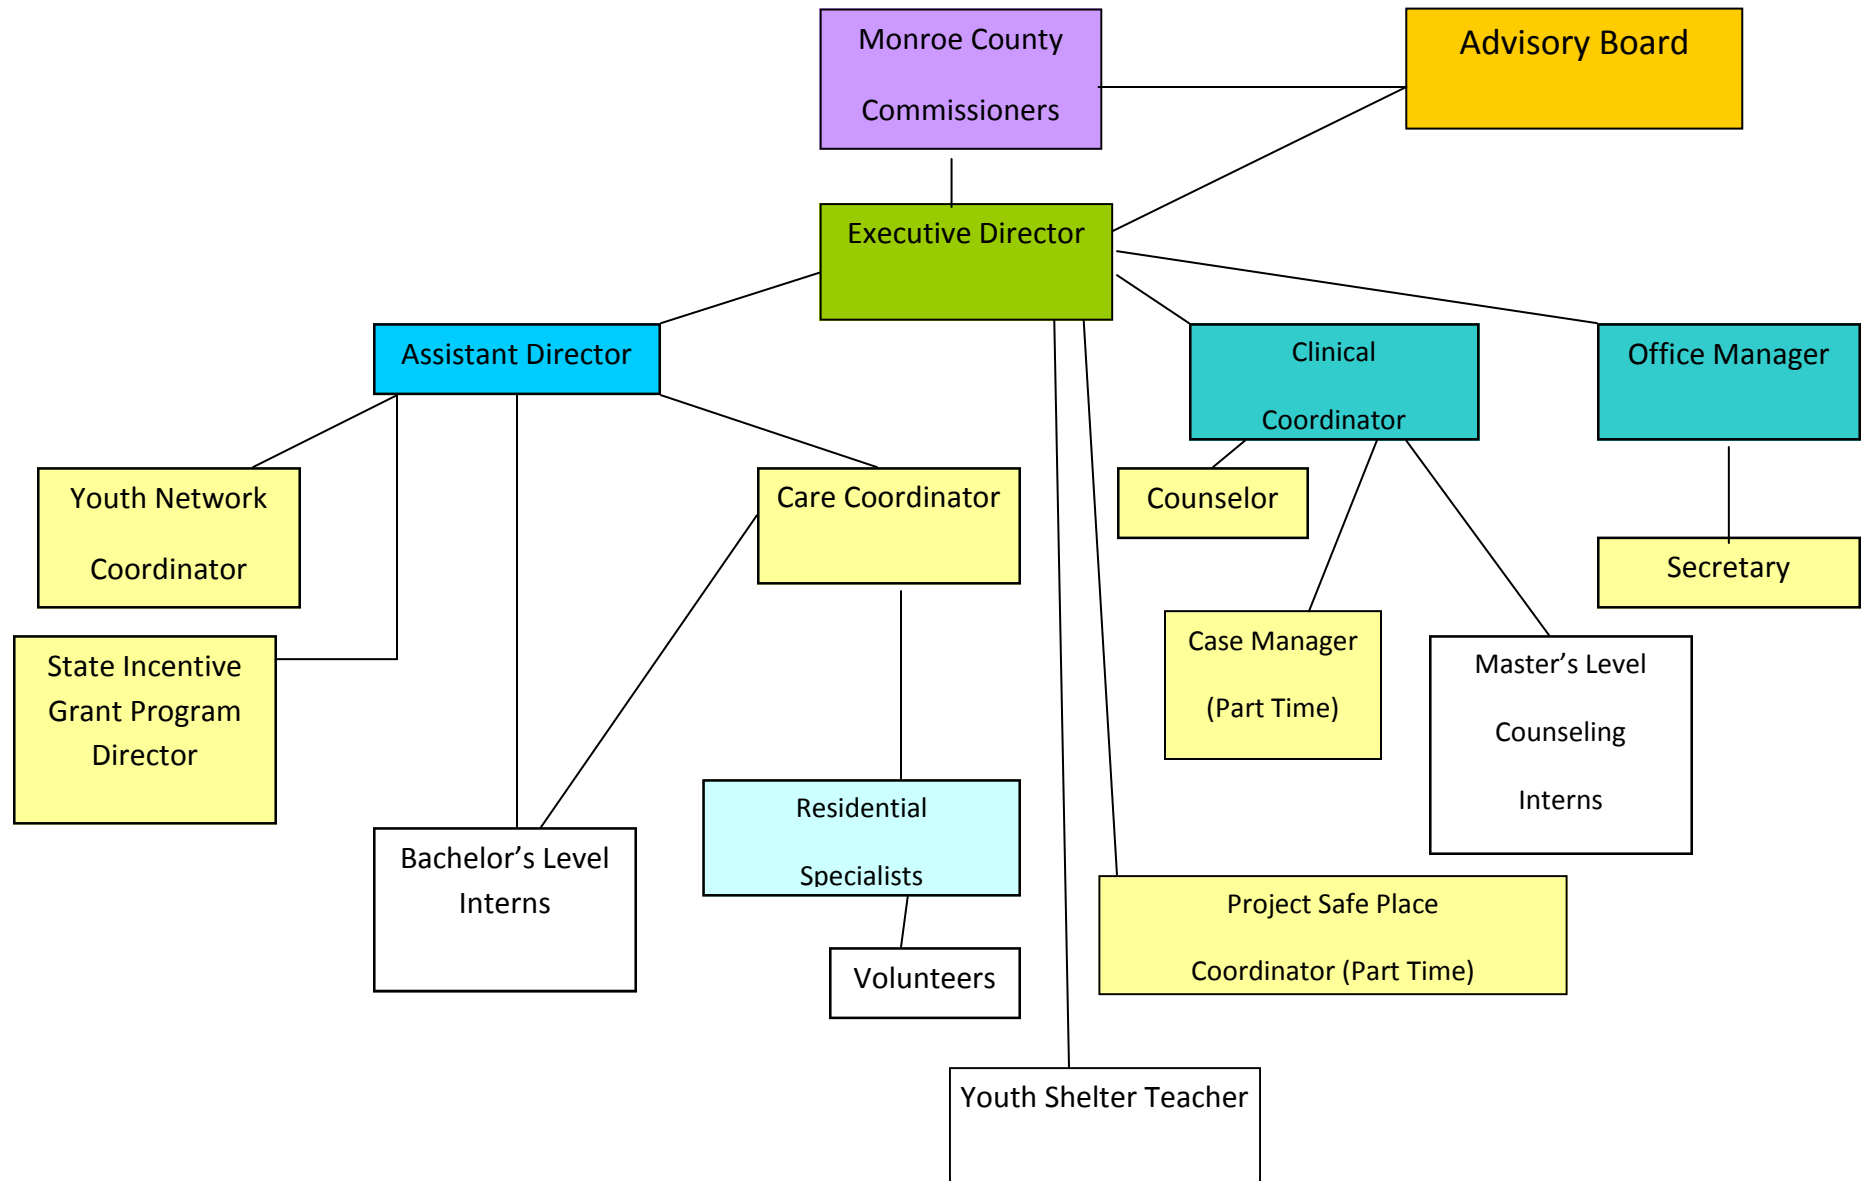 Monroe County
Commissioners
Advisory Board
Executive Director
Assistant Director
Clinical
Coordinator
Office Manager
Youth Network
Coordinator
Care Coordinator
Counselor
Secretary
State Incentive
Grant Program
Director
Case Manager
(Part Time)
Master’s Level
Counseling
Interns
Residential
Specialists
Bachelor’s Level
Interns
Project Safe Place
Coordinator (Part Time)
Volunteers
Youth Shelter Teacher